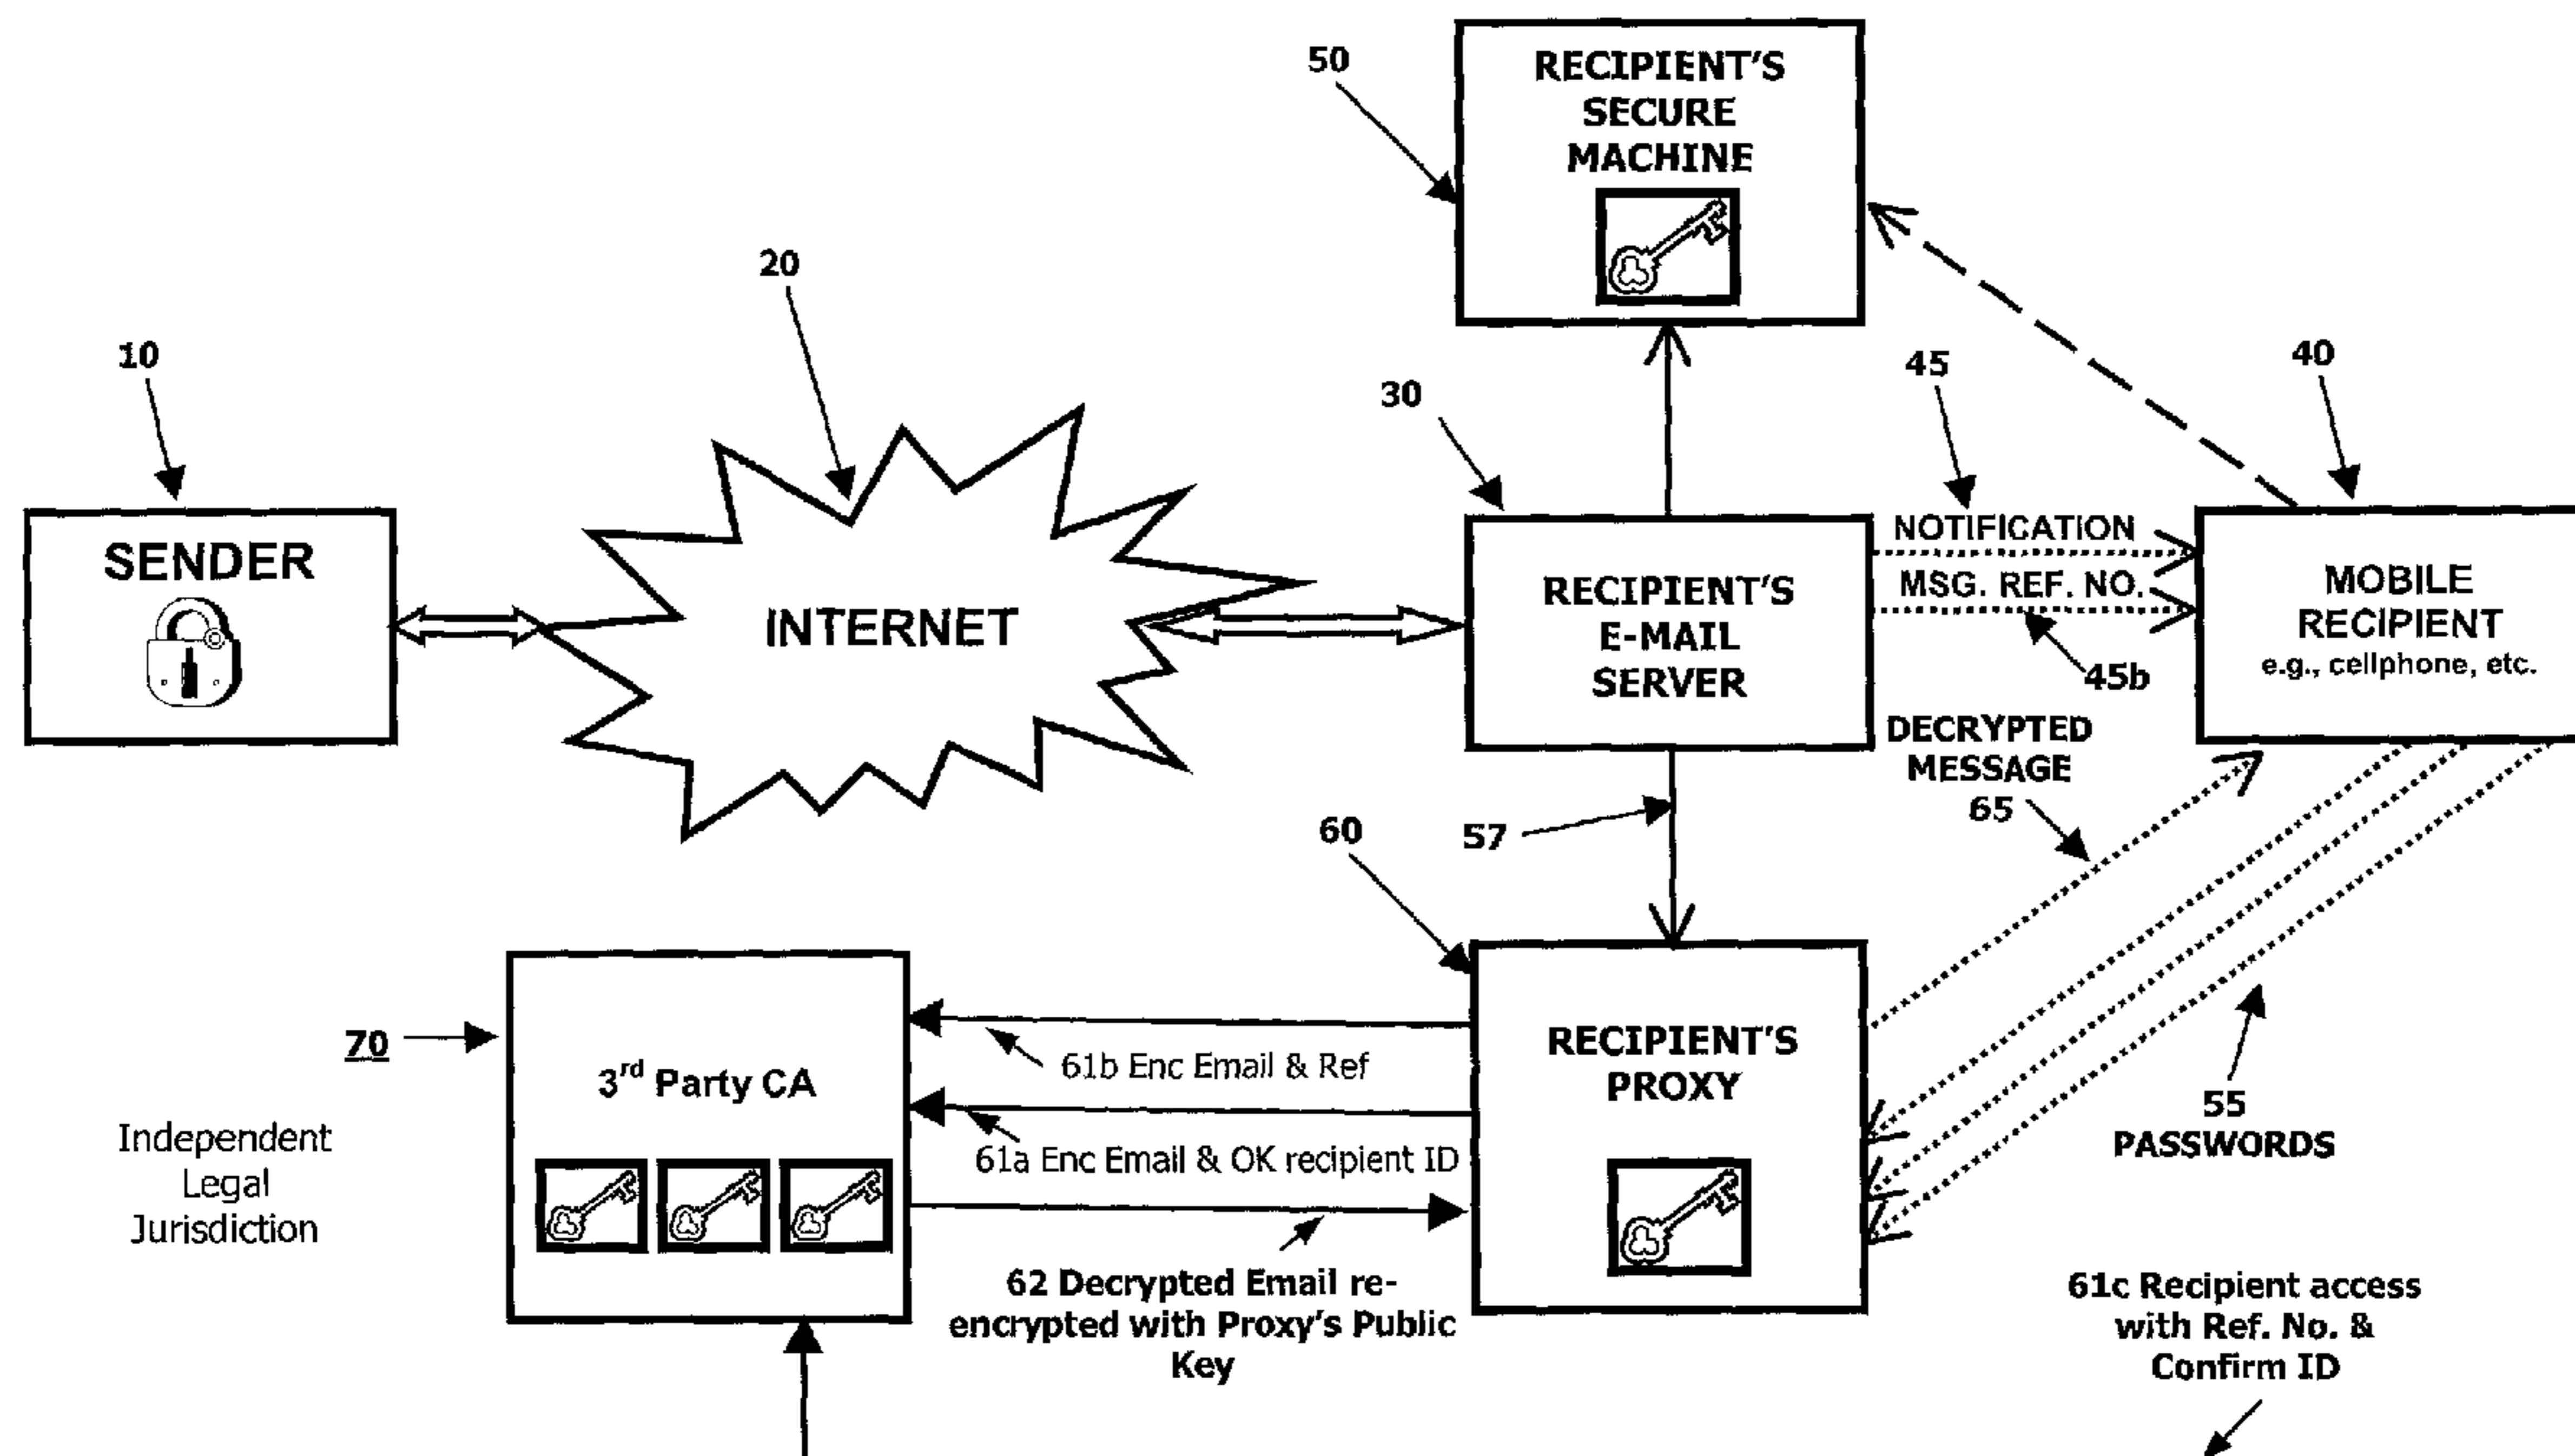 50
RECIPIENT'S
SECURE
MACHINE
20
10
30
45
40
SENDER
INTERNET
RECIPIENT'S
E-MAIL
SERVER
NOTIFICATION
MSG. REF. NO.
45b
MOBILE
RECIPIENT
e.g., cellphone, etc.
DECRYPTED
MESSAGE
65
57
60
70
3rd Party CA
Independent
Legal
Jurisdiction
61b Enc Email & Ref
61a Enc Email & OK recipient ID
62 Decrypted Email re-
encrypted with Proxy's Public
Key
RECIPIENT'S
PROXY
55
PASSWORDS
61c Recipient access
with Ref. No. &
Confirm ID